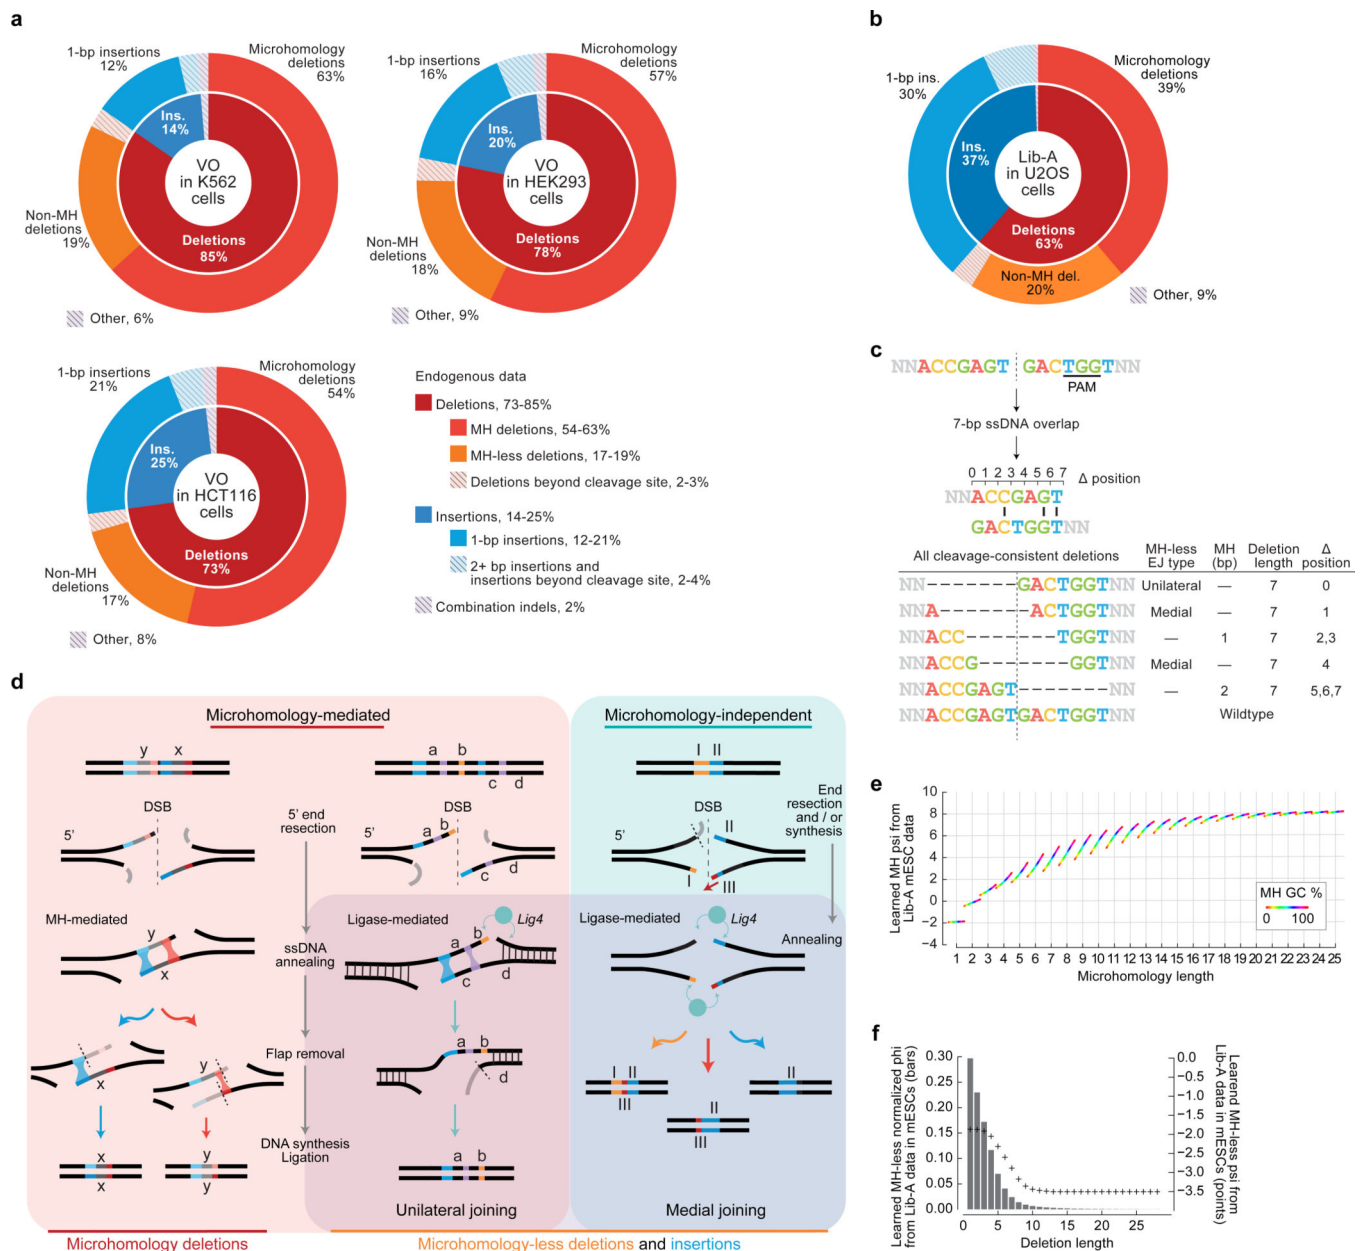 a
1-bp insertions
12%
Microhomology
deletions
63%
Ins.
14%
VO
in K562
cells
Deletions
85%
Non-MH
deletions
19%
Other, 6%
1-bp insertions
16%
Microhomology
deletions
57%
Ins.
20%
VO
in HEK293
cells
Deletions
78%
Non-MH
deletions
18%
Other, 9%
1-bp insertions
21%
Microhomology
deletions
54%
Ins.
25%
VO
in HCT116
cells
Deletions
73%
Non-MH
deletions
17%
Other, 8%
Endogenous data
Deletions, 73-85%
MH deletions, 54-63%
MH-less deletions, 17-19%
Deletions beyond cleavage site, 2-3%
Insertions, 14-25%
1-bp insertions, 12-21%
2+ bp insertions and
insertions beyond cleavage site, 2-4%
Combination indels, 2%
b
1-bp ins.
30%
Microhomology
deletions
39%
Ins.
37%
Lib-A
in U2OS
cells
Deletions
63%
Non-MH del.
20%
Other, 9%
c
NNACCGAGT GACTGGTNN
PAM
7-bp ssDNA overlap
0 1 2 3 4 5 6 7
Δ position
NNACCGAGT
GACTGGTNN
All cleavage-consistent deletions
MH-less
EJ type
MH
(bp)
Deletion
length
Δ
position
NN–––––––GACTGGTNN Unilateral — 7 0
NNA–––––––ACTGGTNN Medial — 7 1
NNACC–––––––TGGTNN — 1 7 2,3
NNACCG–––––––GGTNN Medial — 7 4
NNACCGAGT–––––––NN — 2 7 5,6,7
NNACCGAGTGACTGGTNN Wildtype
d
Microhomology-mediated
Microhomology-independent
y x
a b
c d
I II
DSB
5'
5' end
resection
DSB
5'
a b
c
DSB
5'
II
I
III
End
resection
and / or
synthesis
MH-mediated
y
x
ssDNA
annealing
Ligase-mediated
Lig4
a b
c d
Ligase-mediated
Lig4
Annealing
x
y
Flap removal
a b
d
I II
III
II
III
II
DNA synthesis
Ligation
x
x
y
y
a b
Unilateral joining
Medial joining
Microhomology deletions
Microhomology-less deletions and insertions
e
Learned MH psi from
Lib-A mESC data
10
8
6
4
2
0
−2
−4
MH GC %
0 100
1 2 3 4 5 6 7 8 9 10 11 12 13 14 15 16 17 18 19 20 21 22 23 24 25
Microhomology length
f
Learned MH-less normalized phi
from Lib-A data in mESCs (bars)
0.30
0.25
0.20
0.15
0.10
0.05
0.00
0.0
−0.5
−1.0
−1.5
−2.0
−2.5
−3.0
−3.5
Learend MH-less psi from
Lib-A data in mESCs (points)
0 5 10 15 20 25
Deletion length